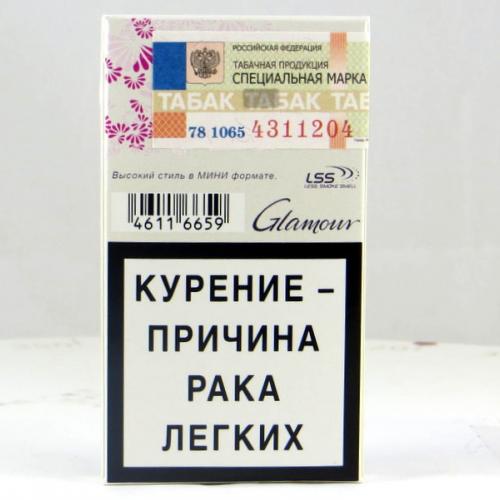 РОССИЙСКАЯ ФЕДЕРАЦИЯ
ТАБАЧНАЯ ПРОДУКЦИЯ
СПЕЦИАЛЬНАЯ МАРКА
ТАБАК ТАБАК ТАБ
78 1065 4311204
Высокий стиль в МИНИ формате.
LSS
LESS SMOKE SMELL
4611 6659
Glamour
КУРЕНИЕ –
ПРИЧИНА
РАКА
ЛЕГКИХ